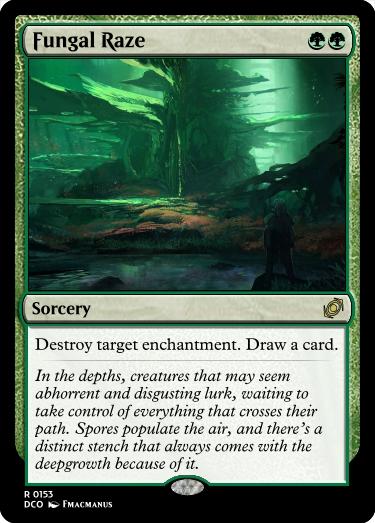 Fungal Raze
Sorcery
Destroy target enchantment. Draw a card.
In the depths, creatures that may seem
abhorrent and disgusting lurk, waiting to
take control of everything that crosses their
path. Spores populate the air, and there's a
distinct stench that always comes with the
deepgrowth because of it.
R 0153
DCO Fmacmanus